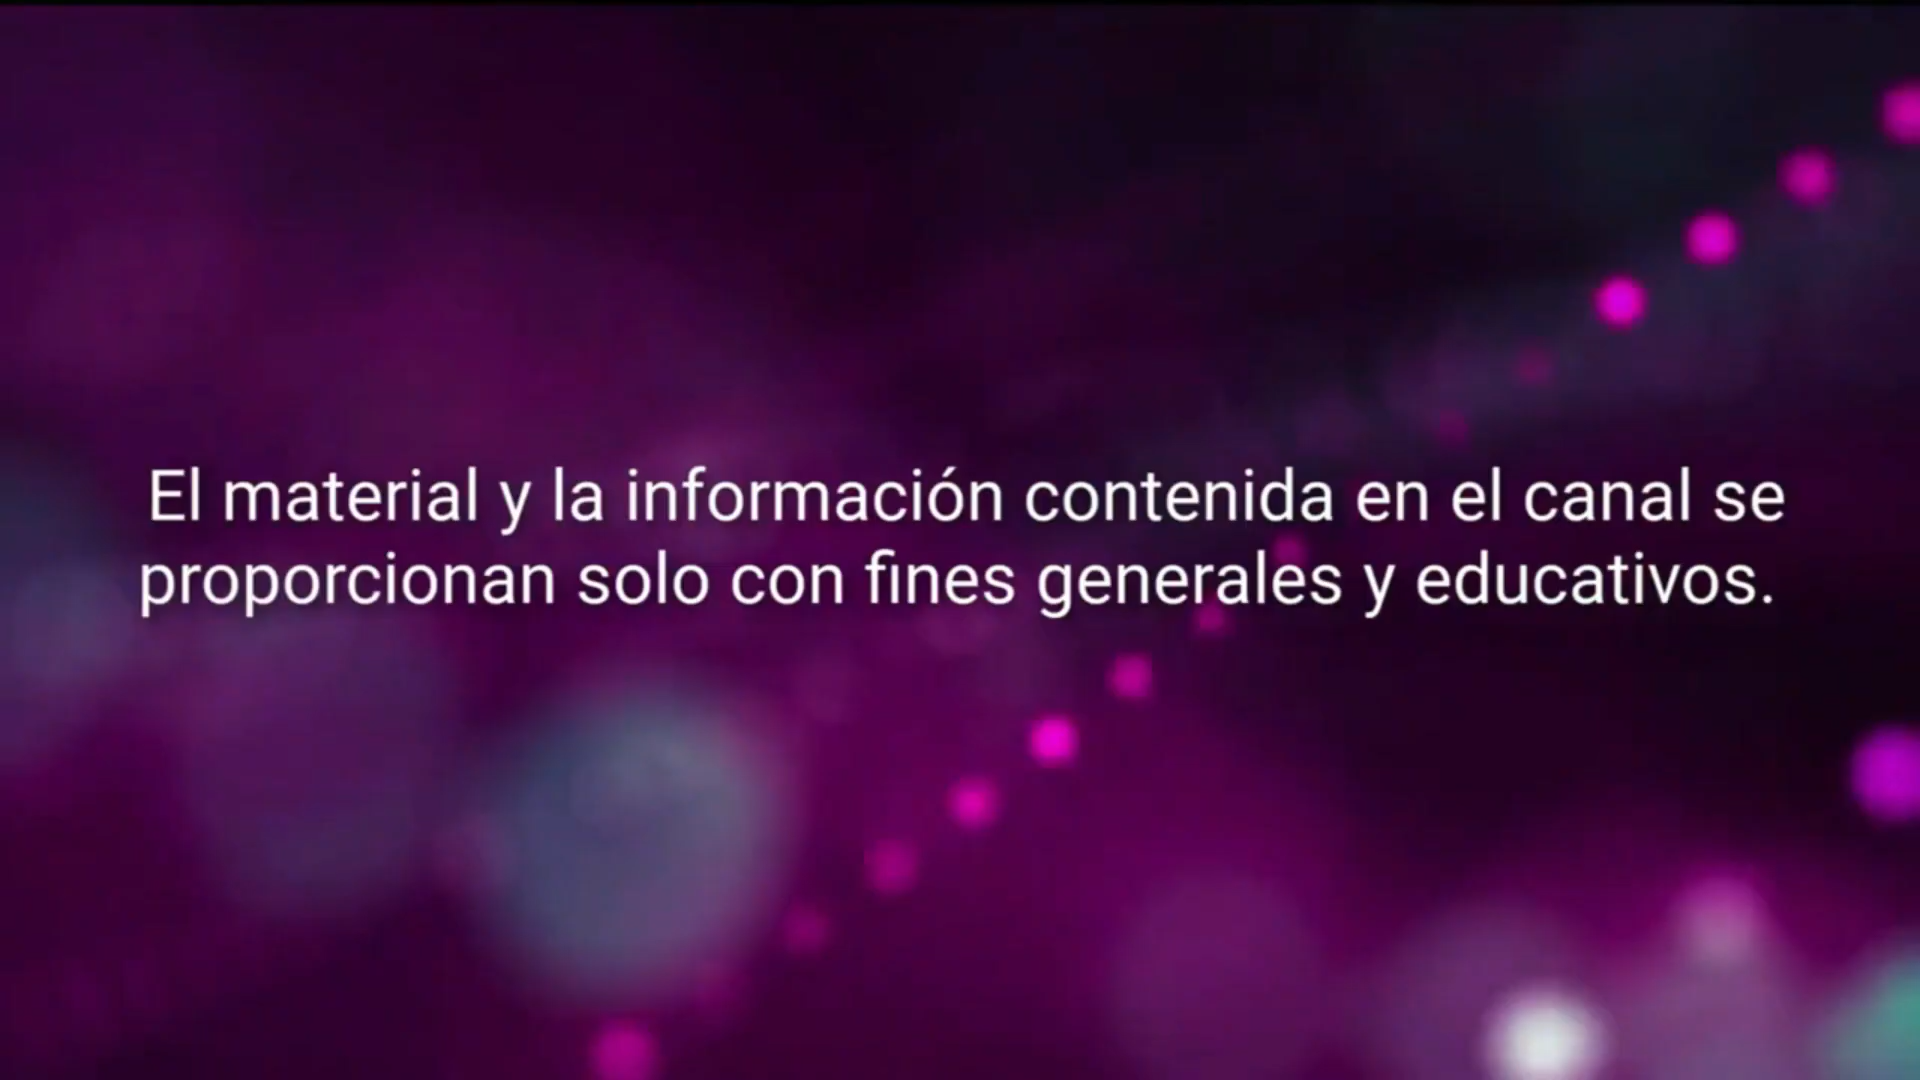 El material y la información contenida en el canal se
proporcionan solo con fines generales y educativos.